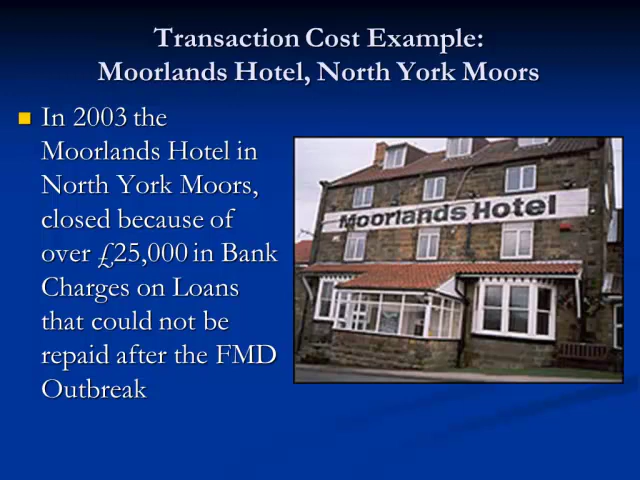 Transaction Cost Example:
Moorlands Hotel, North York Moors
In 2003 the
Moorlands Hotel in
North York Moors,
closed because of
over £25,000 in Bank
Charges on Loans
that could not be
repaid after the FMD
Outbreak
Moorlands Hotel